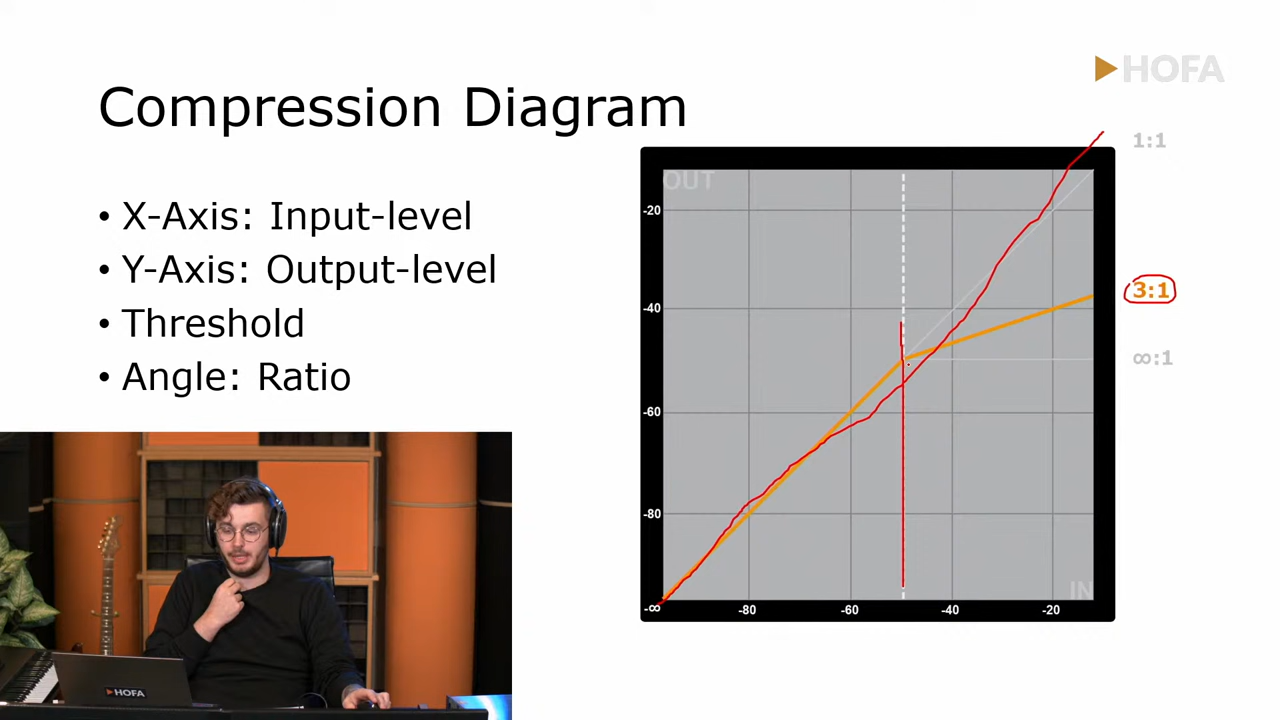 HOFA
Compression Diagram
• X-Axis: Input-level
• Y-Axis: Output-level
• Threshold
• Angle: Ratio
OUT
-20
-40
-60
-80
-∞
-80
-60
-40
-20
IN
1:1
3:1
∞:1
HOFA